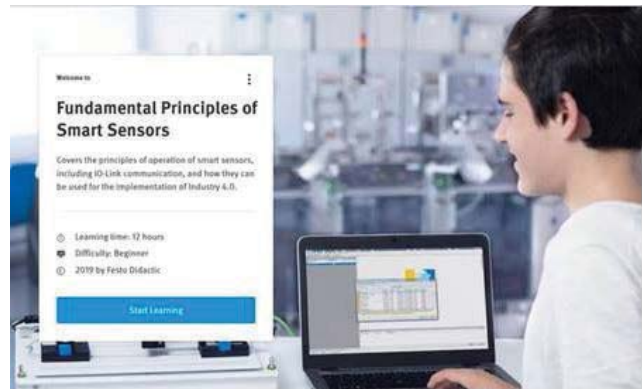 Welcome to
Fundamental Principles of
Smart Sensors
Covers the principles of operation of smart sensors,
including IO-Link communication, and how they can
be used for the implementation of Industry 4.0.
Learning time: 12 hours
Difficulty: Beginner
2019 by Festo Didactic
Start Learning